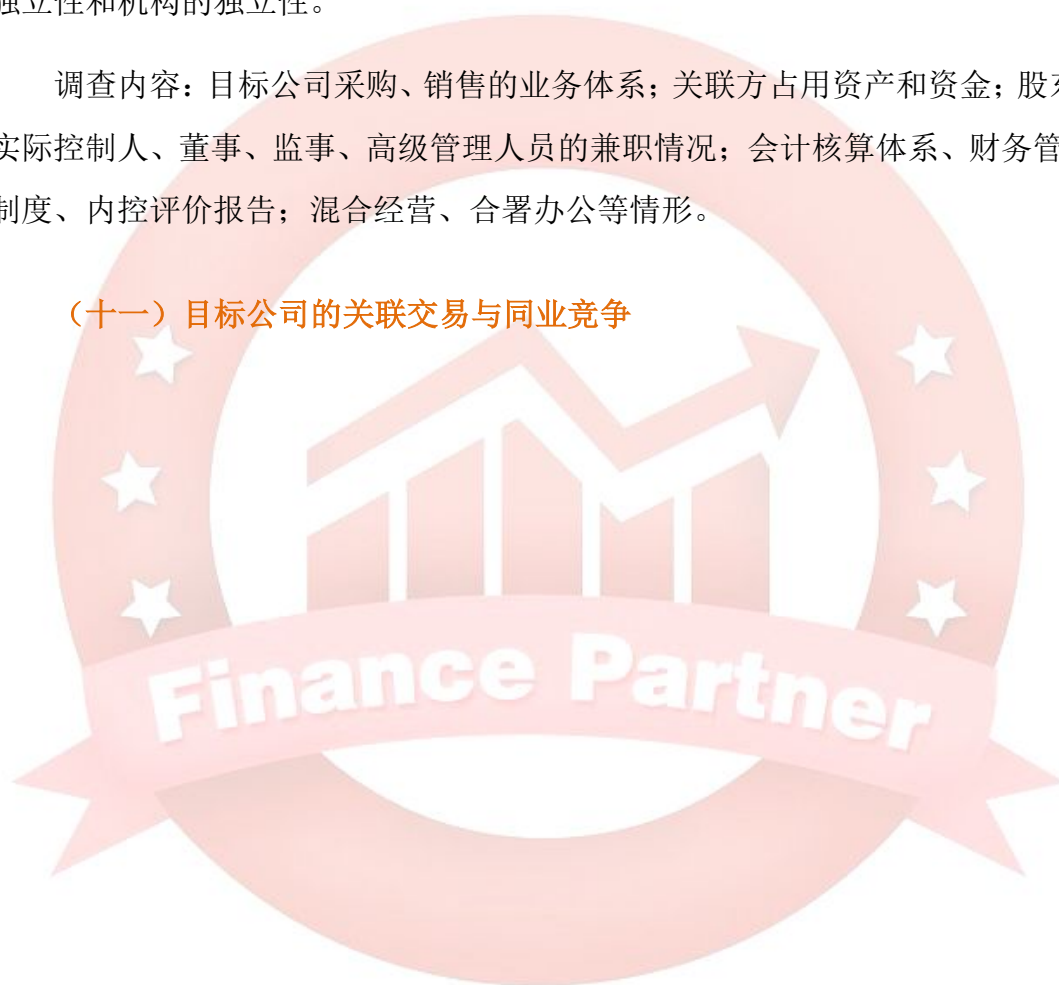 独立性和机构的独立性。
调查内容：目标公司采购、销售的业务体系；关联方占用资产和资金；股东
实际控制人、董事、监事、高级管理人员的兼职情况；会计核算体系、财务管
制度、内控评价报告；混合经营、合署办公等情形。
（十一）目标公司的关联交易与同业竞争
Finance Partner